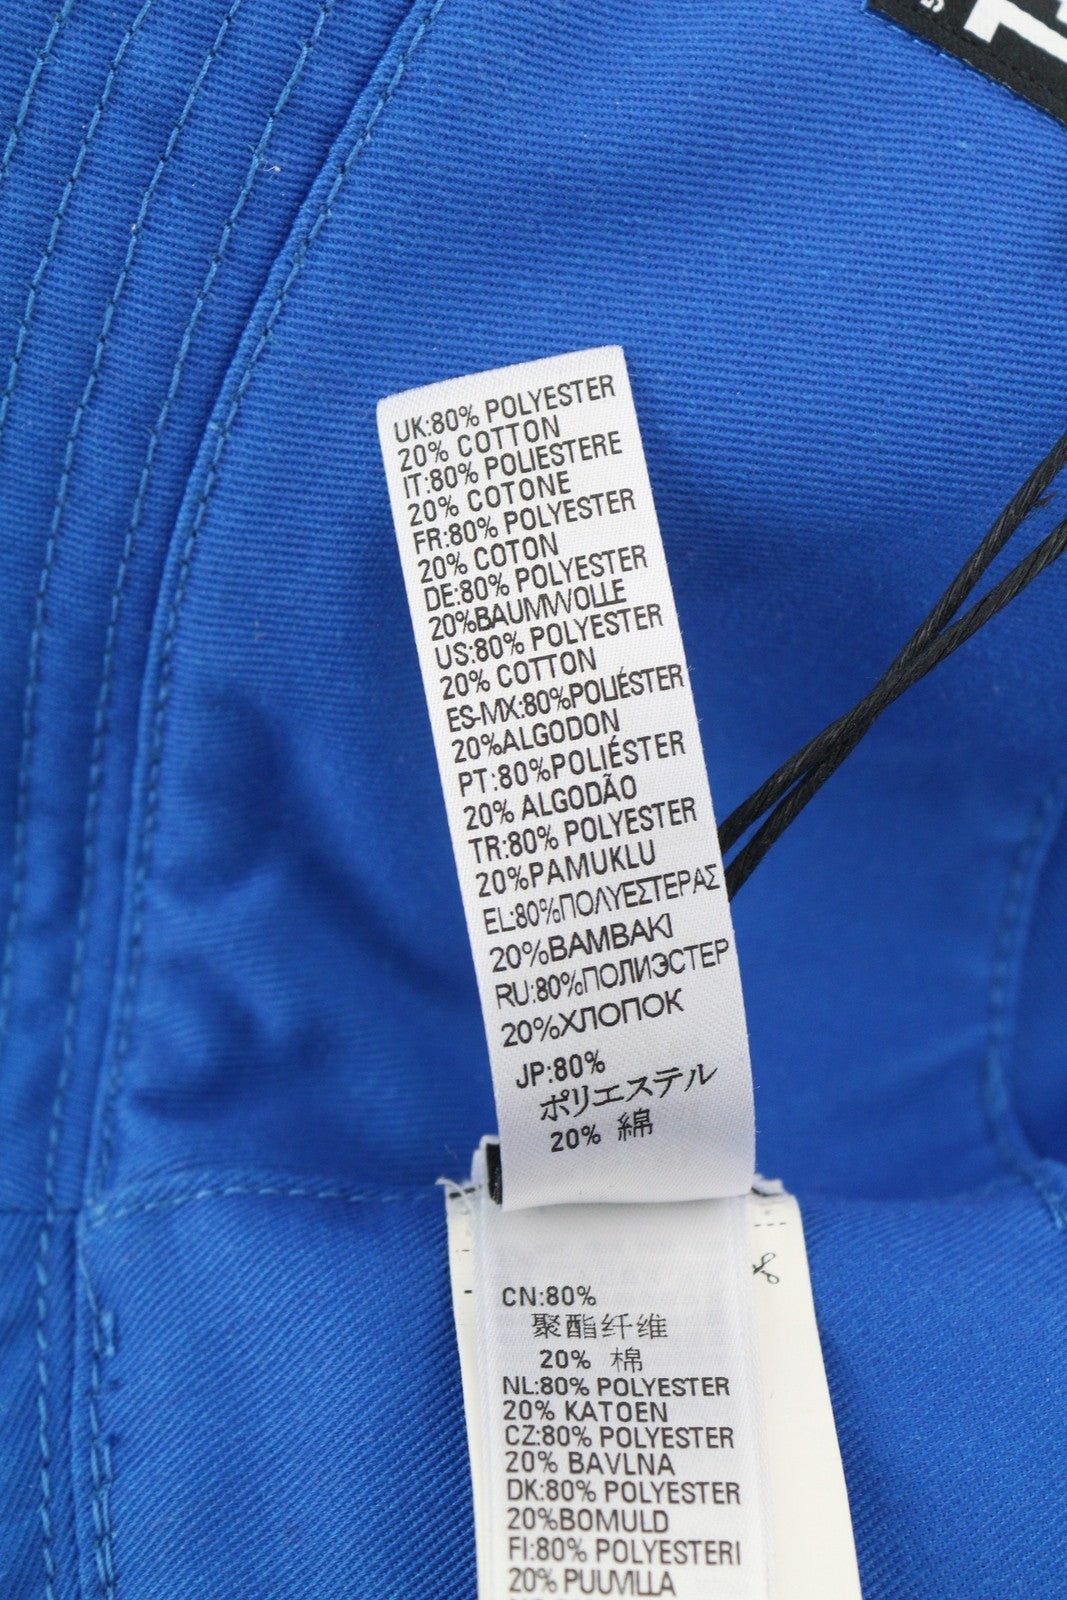 UK:80% POLYESTER
20% COTTON
IT:80% POLIESTERE
20% COTONE
FR:80% POLYESTER
20% COTON
DE:80% POLYESTER
20%BAUMWOLLE
US:80% POLYESTER
20% COTTON
ES-MX:80%POLIÉSTER
20%ALGODON
PT:80%POLIÉSTER
20% ALGODÃO
TR:80% POLYESTER
20%PAMUKLU
EL:80%ΠΟΛΥΕΣΤΕΡΑΣ
20%BAMBAKI
RU:80%ПОЛИЭСТЕР
20%ХЛОПОК
JP:80%
ポリエステル
20% 綿
CN:80%
聚酯纤维
20% 棉
NL:80% POLYESTER
20% KATOEN
CZ:80% POLYESTER
20% BAVLNA
DK:80% POLYESTER
20%BOMULD
FI:80% POLYESTERI
20% PUUVILLA